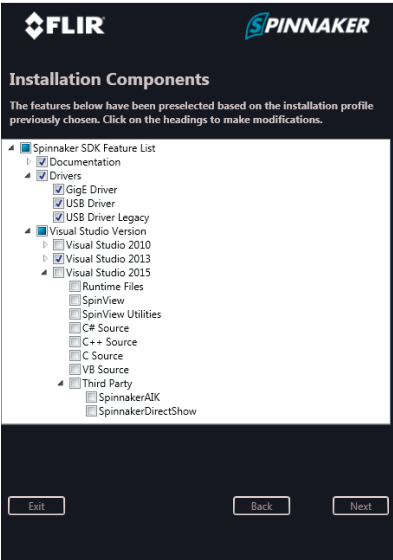 FLIR
SPINNAKER
Installation Components
The features below have been preselected based on the installation profile
previously chosen. Click on the headings to make modifications.
Spinnaker SDK Feature List
Documentation
Drivers
GigE Driver
USB Driver
USB Driver Legacy
Visual Studio Version
Visual Studio 2010
Visual Studio 2013
Visual Studio 2015
Runtime Files
SpinView
SpinView Utilities
C# Source
C++ Source
C Source
VB Source
Third Party
SpinnakerAIK
SpinnakerDirectShow
Exit
Back
Next